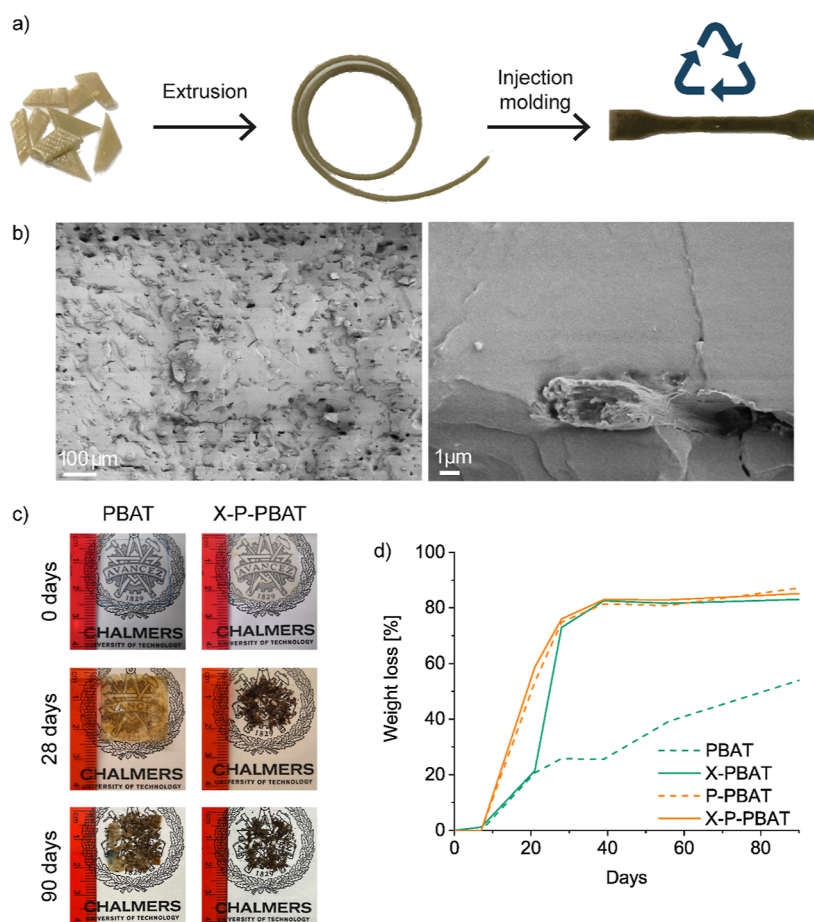 a)
Extrusion
Injection
molding
b)
100 µm
1µm
c)
PBAT
X-P-PBAT
0 days
AVANCEZ
1829
CHALMERS
UNIVERSITY OF TECHNOLOGY
AVANCEZ
1829
CHALMERS
UNIVERSITY OF TECHNOLOGY
28 days
AVANCEZ
1829
CHALMERS
UNIVERSITY OF TECHNOLOGY
1829
CHALMERS
UNIVERSITY OF TECHNOLOGY
90 days
1829
CHALMERS
UNIVERSITY OF TECHNOLOGY
1829
CHALMERS
UNIVERSITY OF TECHNOLOGY
d)
Weight loss [%]
100
80
60
40
20
0
PBAT
X-PBAT
P-PBAT
X-P-PBAT
0 20 40 60 80
Days